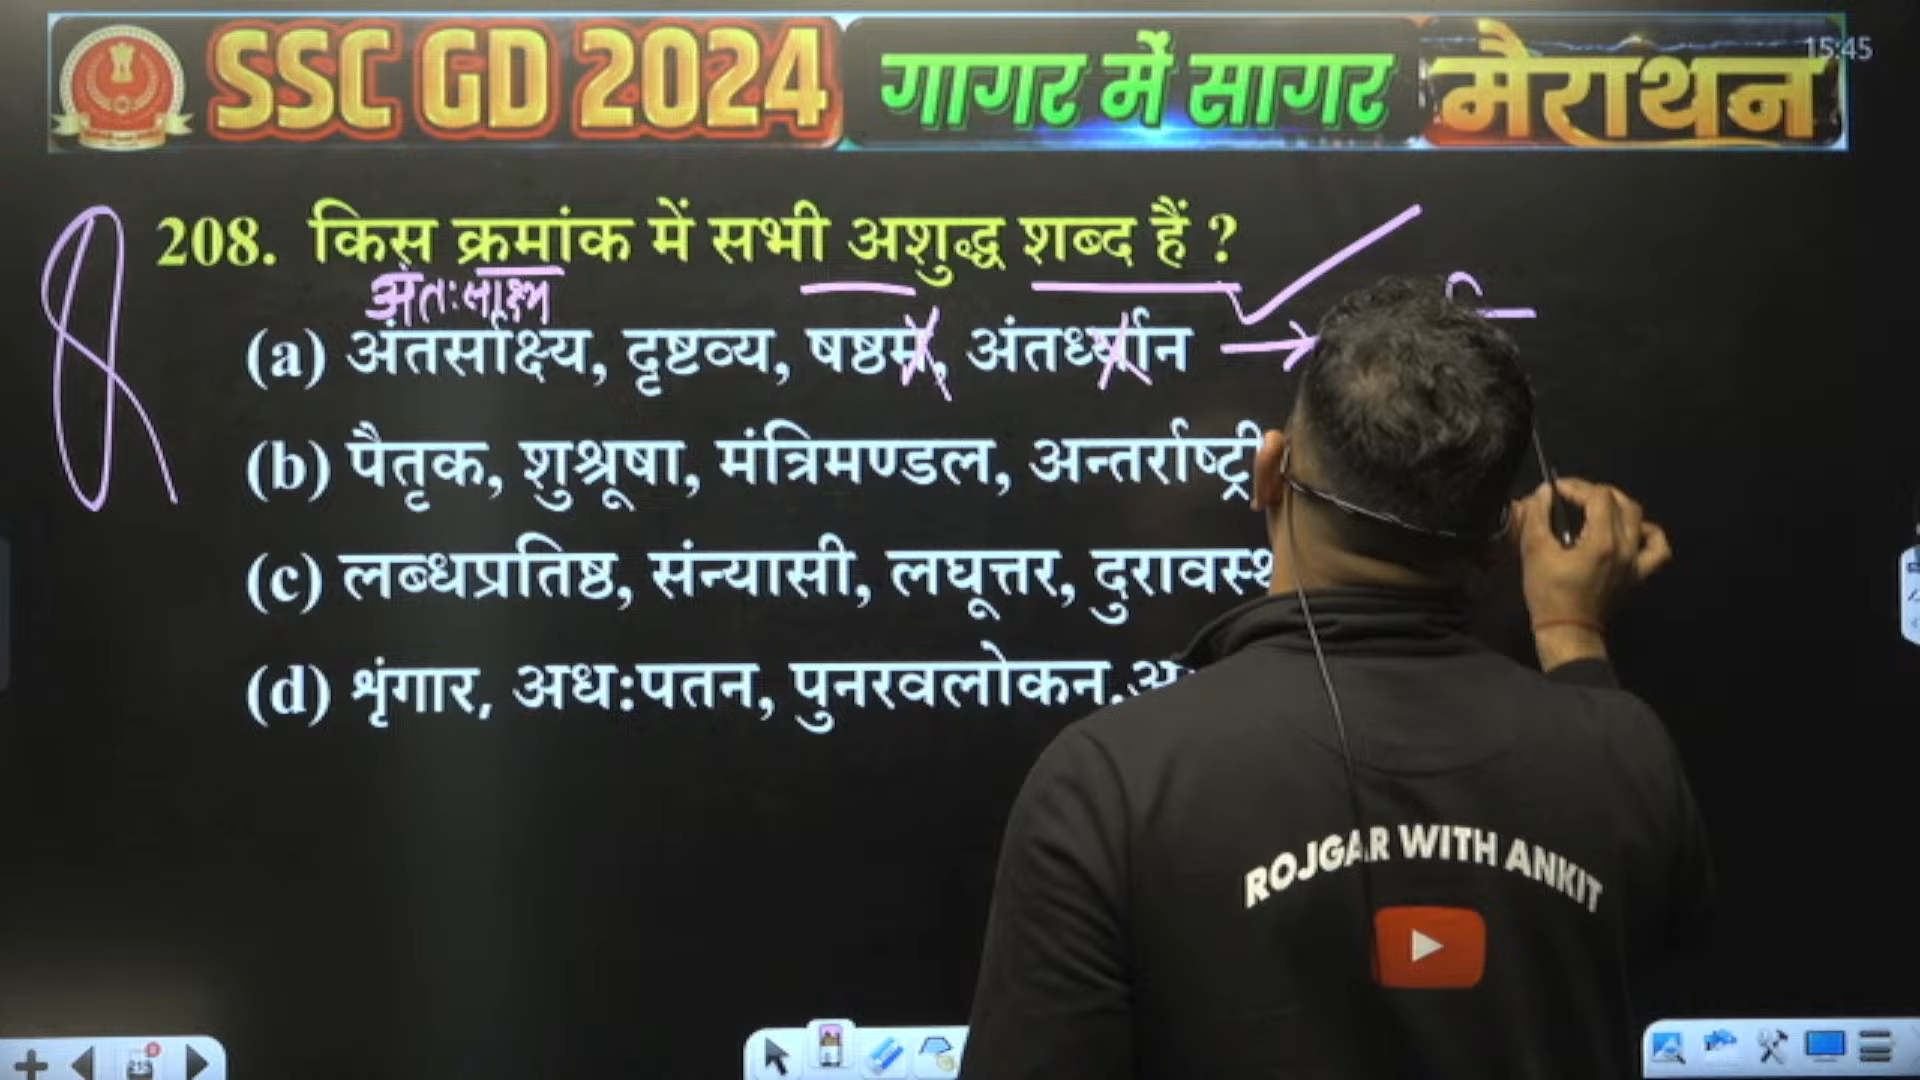 SSC GD 2024 गागर में सागर मैराथन
15:45
208. किस क्रमांक में सभी अशुद्ध शब्द हैं ?
अंत:साक्ष्य
(a) अंतर्साक्ष्य, दृष्टव्य, षष्ठम, अंतर्ध्यान
(b) पैतृक, शुश्रूषा, मंत्रिमण्डल,
(c) लब्धप्रतिष्ठ, संन्यासी, लघूत्तर,
(d) श्रृंगार, अध:पतन, पुनरवलोकन,
ROJGAR WITH ANKIT